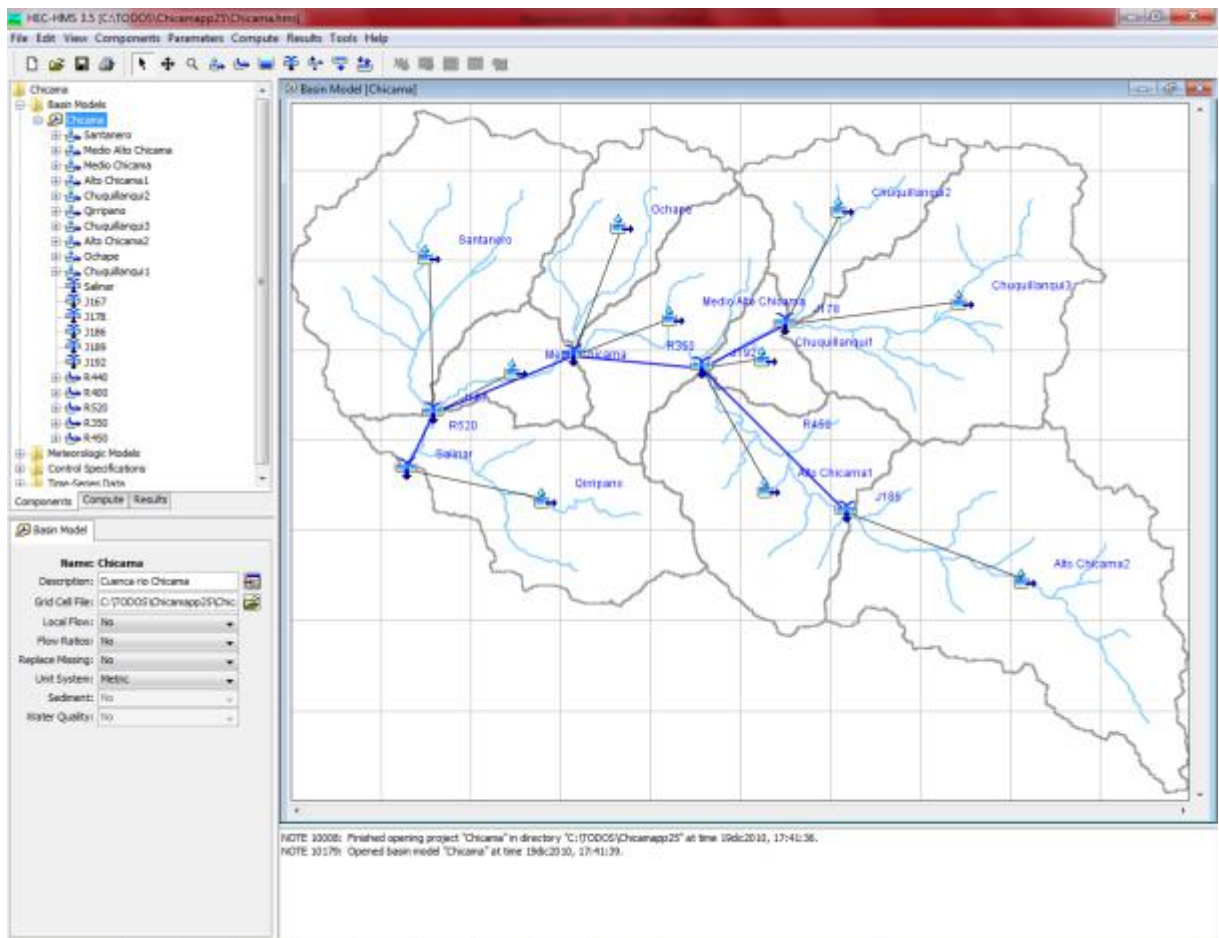 HEC-HMS 3.5 [C:\TODOS\Chicamapp25\Chicama.hms]
File Edit View Components Parameters Compute Results Tools Help
Chicama
Basin Models
Chicama
Santanero
Medio Alto Chicama
Medio Chicama
Alto Chicama1
Chuquillanqui2
Qirripano
Chuquillanqui3
Alto Chicama2
Ochape
Chuquillanqui1
Salinar
J167
J178
J186
J189
J192
R440
R400
R520
R350
R450
Meteorologic Models
Control Specifications
Time-Series Data
Components Compute Results
Basin Model
Name: Chicama
Description: Cuenca rio Chicama
Grid Cell File: C:\TODOS\Chicamapp25\Chic
Local Flow: No
Flow Ratios: No
Replace Missing: No
Unit System: Metric
Sediment: No
Water Quality: No
Basin Model [Chicama]
Chuquillanqui2
Ochape
Santanero
Chuquillanqui3
Medio Alto Chicama
J178
R350
J192
Chuquillanqui1
Chicama
R520
R450
Salinar
Alto Chicama1
Qirripano
J186
Alto Chicama2
NOTE 10008: Finished opening project "Chicama" in directory "C:\TODOS\Chicamapp25" at time 19dic2010, 17:41:36.
NOTE 10179: Opened basin model "Chicama" at time 19dic2010, 17:41:39.